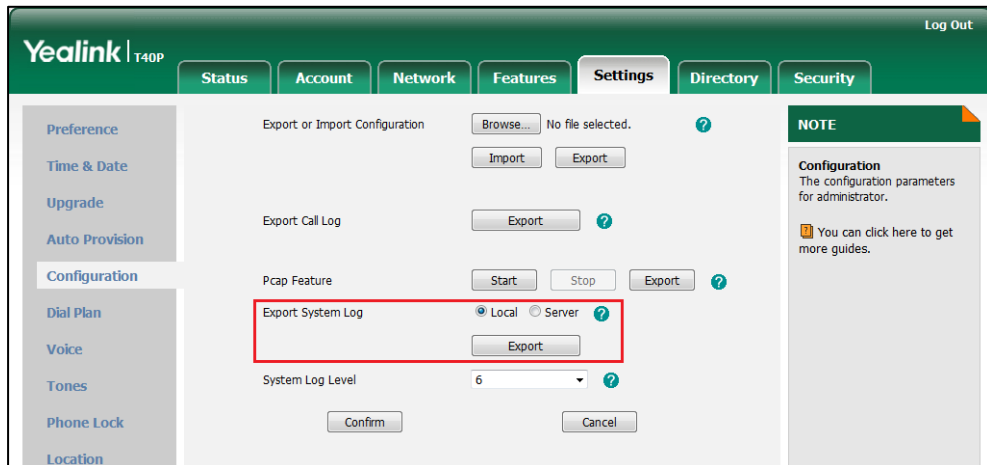 Log Out
Yealink T40P
Status Account Network Features Settings Directory Security
Preference
Time & Date
Upgrade
Auto Provision
Configuration
Dial Plan
Voice
Tones
Phone Lock
Location
Export or Import Configuration Browse... No file selected. ?
Import Export
Export Call Log Export ?
Pcap Feature Start Stop Export ?
Export System Log Local Server ?
Export
System Log Level 6 ?
Confirm Cancel
NOTE
Configuration
The configuration parameters
for administrator.
? You can click here to get
more guides.